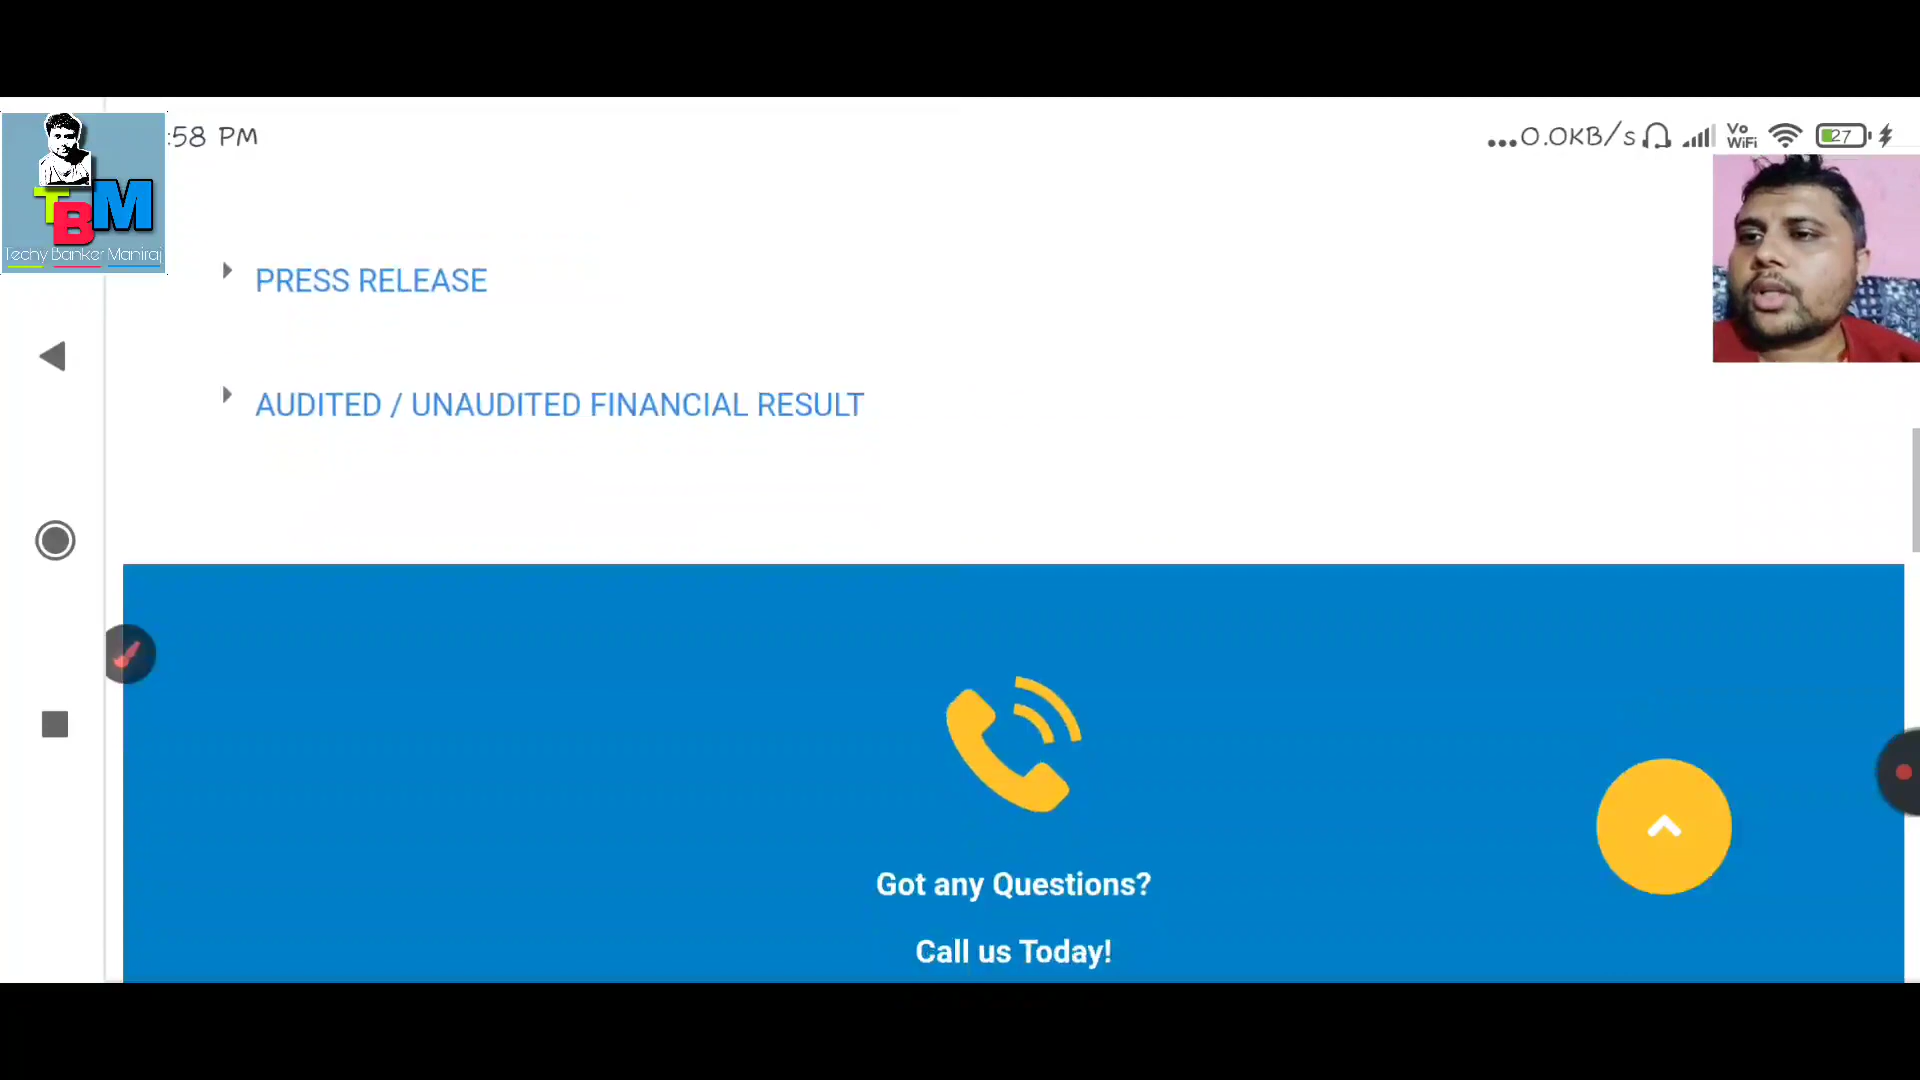 :58 PM
...0.0KB/s Vo WiFi 27
TBM
Techy Banker Maniraj
PRESS RELEASE
AUDITED / UNAUDITED FINANCIAL RESULT
Got any Questions?
Call us Today!